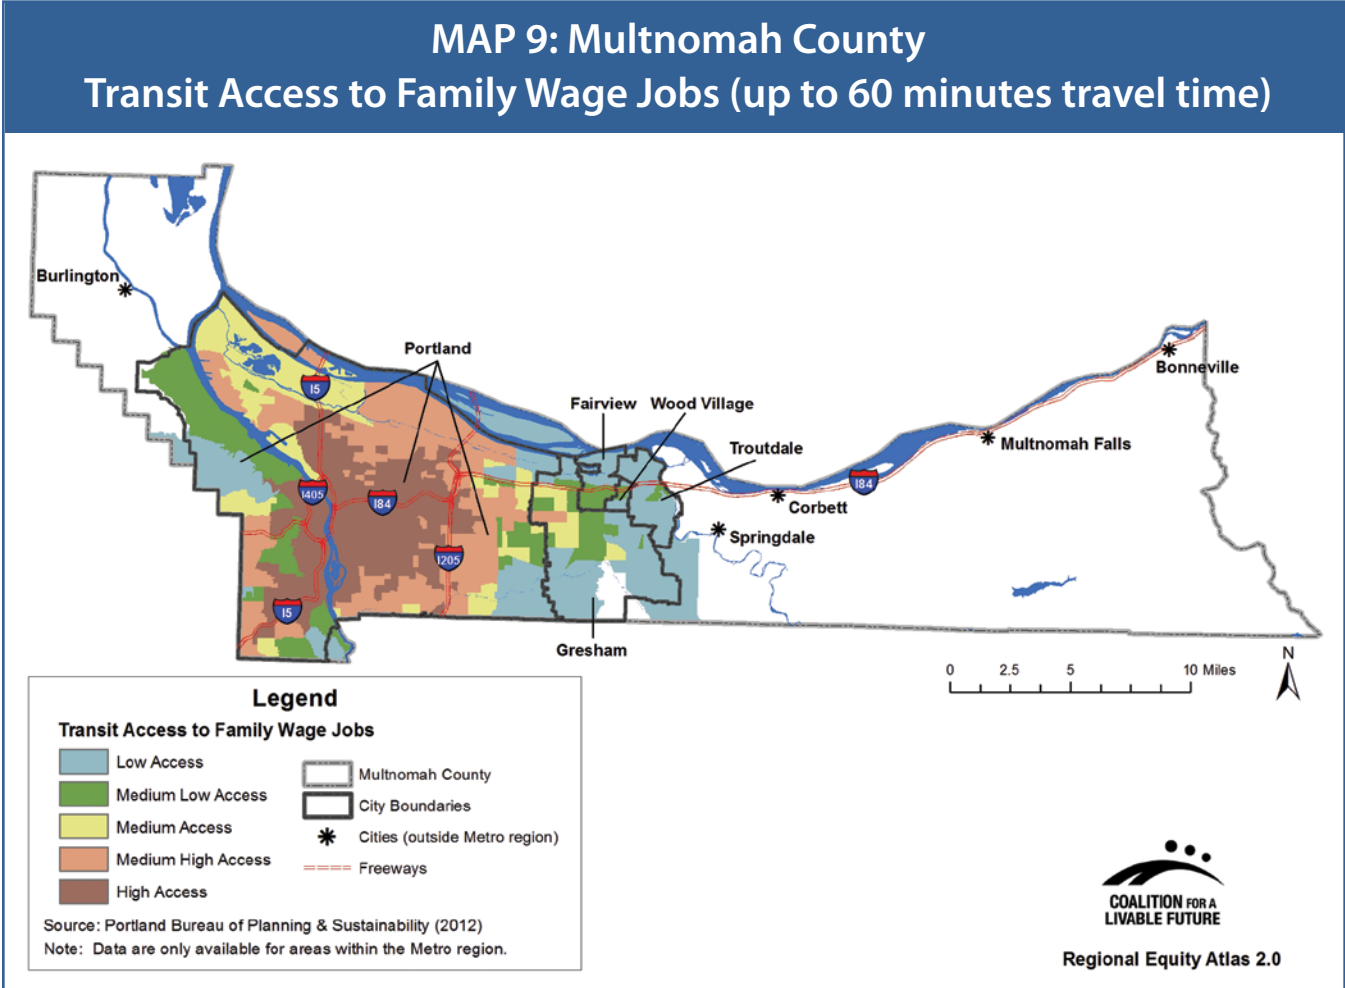 MAP 9: Multnomah County
Transit Access to Family Wage Jobs (up to 60 minutes travel time)
Burlington
Portland
I5
Fairview
Wood Village
Troutdale
Bonneville
Multnomah Falls
I84
Corbett
Springdale
I405
I84
I205
I5
Gresham
N
0 2.5 5 10 Miles
Legend
Transit Access to Family Wage Jobs
Low Access
Medium Low Access
Medium Access
Medium High Access
High Access
Multnomah County
City Boundaries
Cities (outside Metro region)
Freeways
Source: Portland Bureau of Planning & Sustainability (2012)
Note: Data are only available for areas within the Metro region.
COALITION FOR A
LIVABLE FUTURE
Regional Equity Atlas 2.0